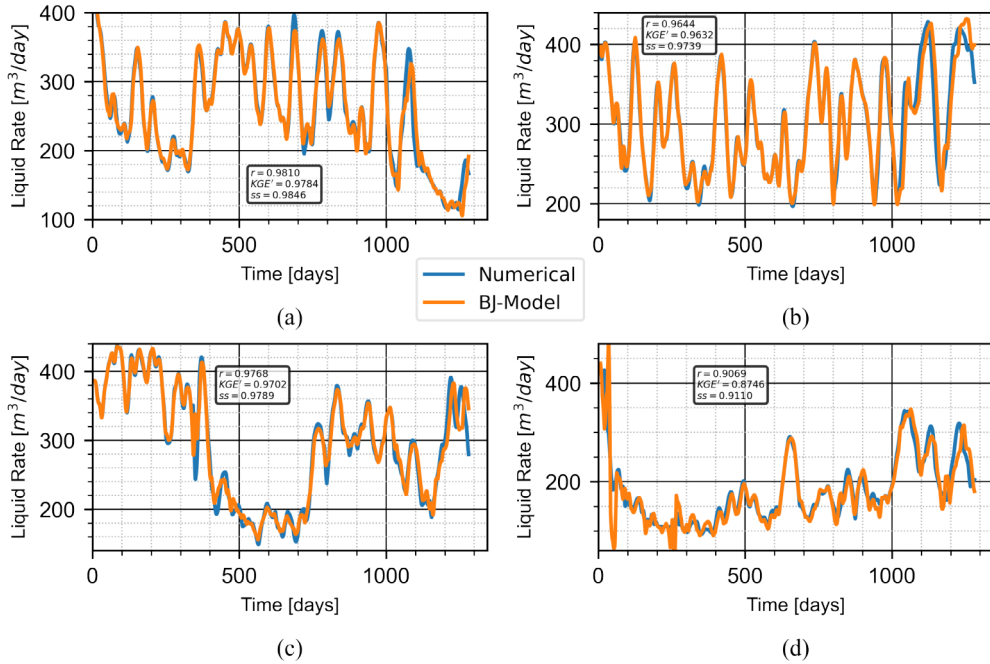 400
300
200
100
Liquid Rate [m³/day]
r = 0.9810
KGE′ = 0.9784
ss = 0.9846
0
500
1000
Time [days]
(a)
400
300
200
Liquid Rate [m³/day]
r = 0.9644
KGE′ = 0.9632
ss = 0.9739
0
500
1000
Time [days]
(b)
Numerical
BJ-Model
400
300
200
Liquid Rate [m³/day]
r = 0.9768
KGE′ = 0.9702
ss = 0.9789
0
500
1000
Time [days]
(c)
400
200
Liquid Rate [m³/day]
r = 0.9069
KGE′ = 0.8746
ss = 0.9110
0
500
1000
Time [days]
(d)